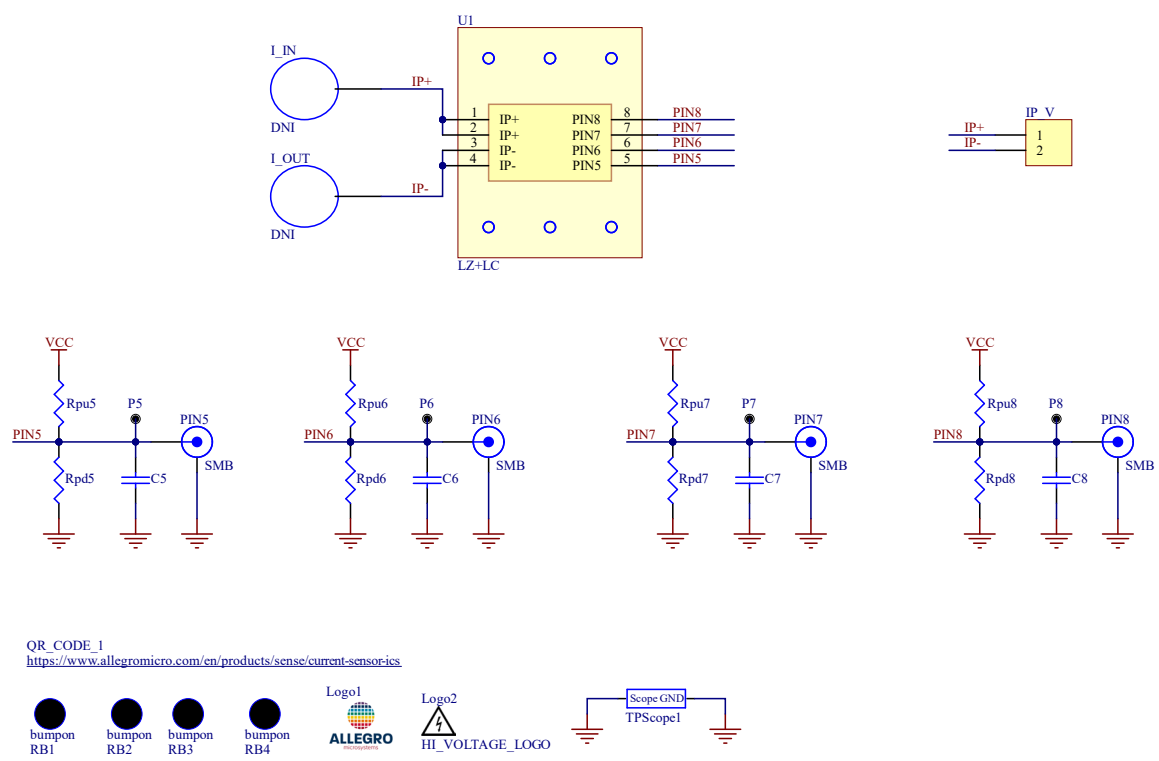 U1
I_IN
IP+
DNI
I_OUT
IP-
DNI
1 IP+ PIN8 8 PIN8
2 IP+ PIN7 7 PIN7
3 IP- PIN6 6 PIN6
4 IP- PIN5 5 PIN5
LZ+LC
IP_V
IP+ 1
IP- 2
VCC
Rpu5
P5
PIN5
PIN5
SMB
Rpd5
C5
VCC
Rpu6
P6
PIN6
PIN6
SMB
Rpd6
C6
VCC
Rpu7
P7
PIN7
PIN7
SMB
Rpd7
C7
VCC
Rpu8
P8
PIN8
PIN8
SMB
Rpd8
C8
QR_CODE_1
https://www.allegromicro.com/en/products/sense/current-sensor-ics
bumpon
RB1
bumpon
RB2
bumpon
RB3
bumpon
RB4
Logo1
ALLEGRO
microsystems
Logo2
HI_VOLTAGE_LOGO
Scope GND
TPScope1